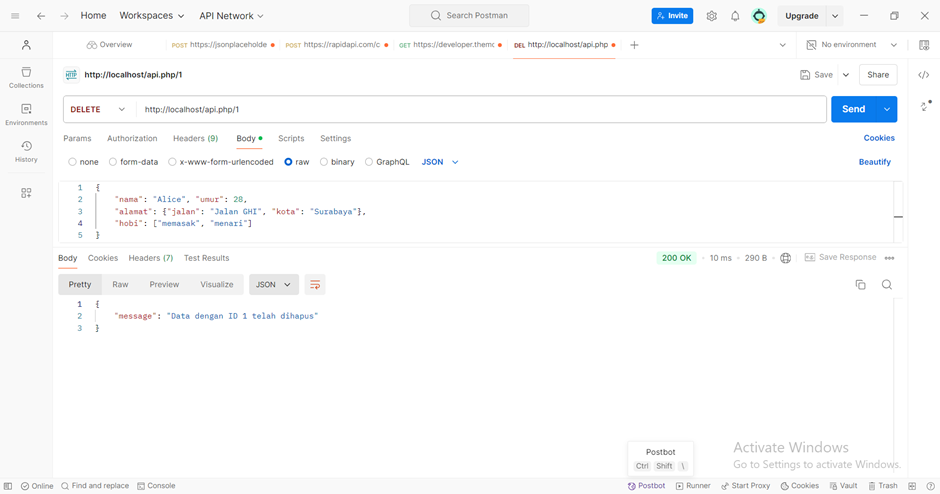 Home Workspaces API Network Search Postman Invite Upgrade
Overview POST https://jsonplaceholde POST https://rapidapi.com/c GET https://developer.themc DEL http://localhost/api.php No environment
HTTP http://localhost/api.php/1 Save Share
DELETE http://localhost/api.php/1 Send
Params Authorization Headers (9) Body Scripts Settings Cookies
none form-data x-www-form-urlencoded raw binary GraphQL JSON Beautify
Collections
Environments
History
1 {
2 "nama": "Alice", "umur": 28,
3 "alamat": {"jalan": "Jalan GHI", "kota": "Surabaya"},
4 "hobi": ["memasak", "menari"]
5 }
Body Cookies Headers (7) Test Results 200 OK 10 ms 290 B Save Response
Pretty Raw Preview Visualize JSON
1 {
2 "message": "Data dengan ID 1 telah dihapus"
3 }
Postbot
Ctrl Shift \
Activate Windows
Go to Settings to activate Windows.
Online Find and replace Console Postbot Runner Start Proxy Cookies Vault Trash